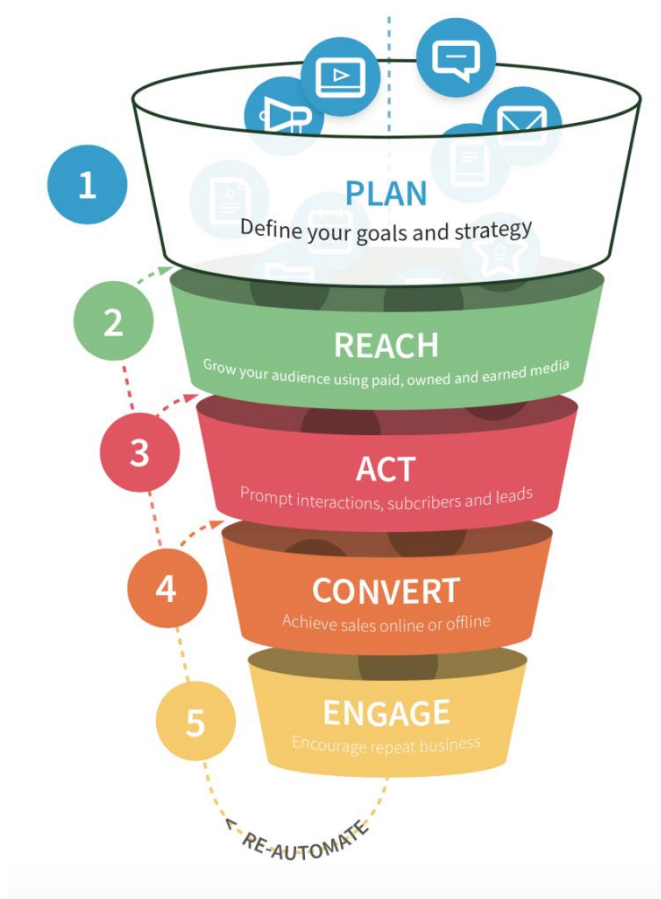 1
PLAN
Define your goals and strategy
2
REACH
Grow your audience using paid, owned and earned media
3
ACT
Prompt interactions, subcribers and leads
4
CONVERT
Achieve sales online or offline
5
ENGAGE
Encourage repeat business
< RE-AUTOMATE